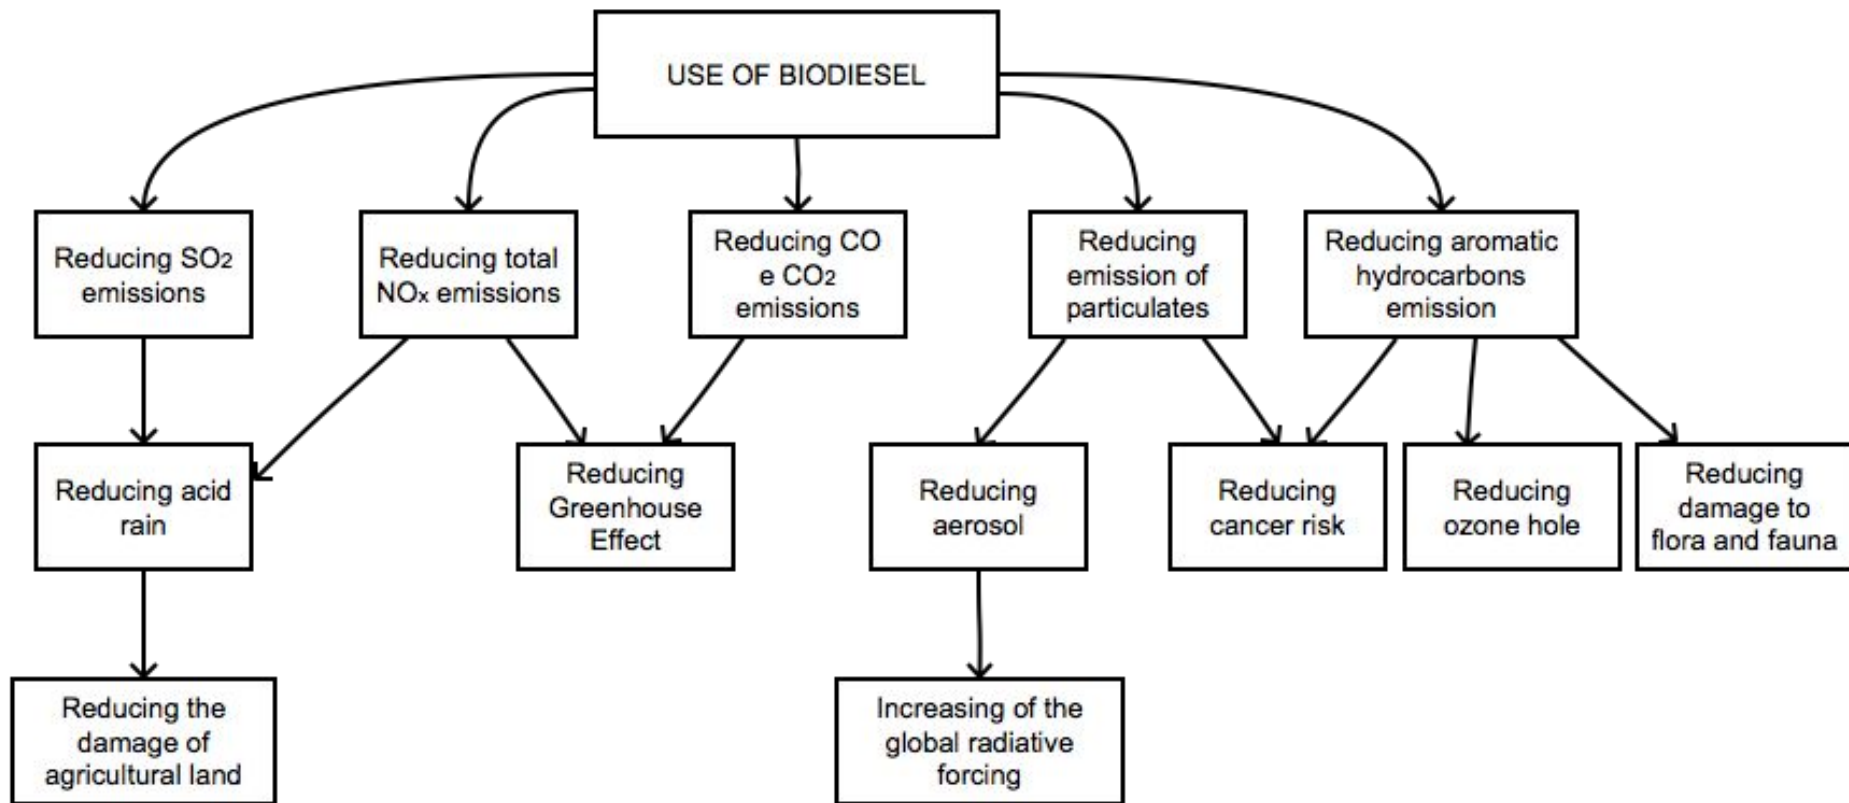 USE OF BIODIESEL
Reducing SO₂
emissions
Reducing total
NOₓ emissions
Reducing CO
e CO₂
emissions
Reducing
emission of
particulates
Reducing aromatic
hydrocarbons
emission
Reducing acid
rain
Reducing
Greenhouse
Effect
Reducing
aerosol
Reducing
cancer risk
Reducing
ozone hole
Reducing
damage to
flora and fauna
Reducing the
damage of
agricultural land
Increasing of the
global radiative
forcing